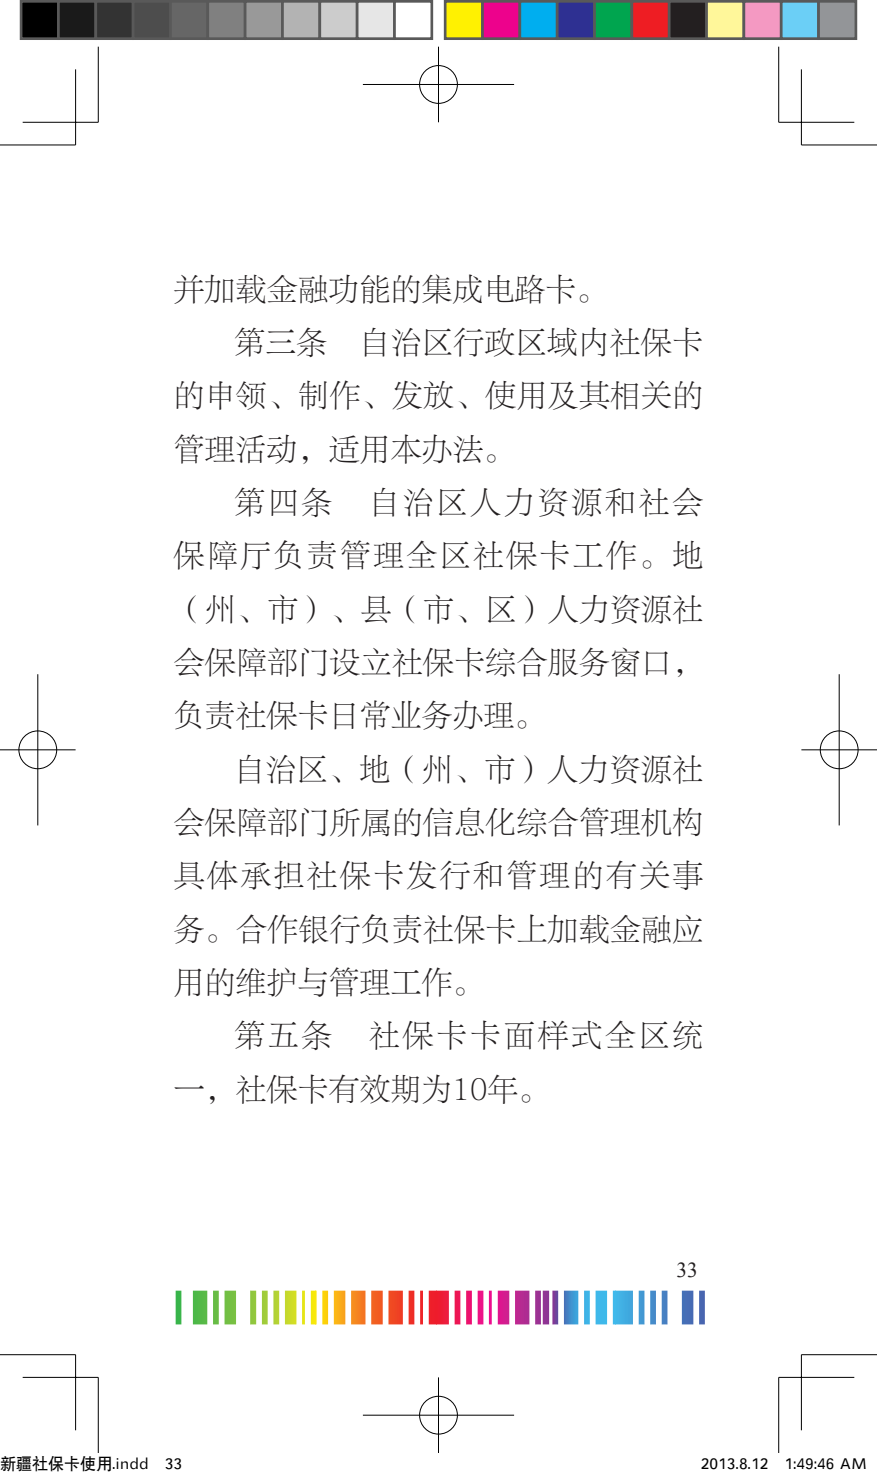 并加载金融功能的集成电路卡。
第三条　自治区行政区域内社保卡
的申领、制作、发放、使用及其相关的
管理活动，适用本办法。
第四条　自治区人力资源和社会
保障厅负责管理全区社保卡工作。地
（州、市）、县（市、区）人力资源社
会保障部门设立社保卡综合服务窗口，
负责社保卡日常业务办理。
自治区、地（州、市）人力资源社
会保障部门所属的信息化综合管理机构
具体承担社保卡发行和管理的有关事
务。合作银行负责社保卡上加载金融应
用的维护与管理工作。
第五条　社保卡卡面样式全区统
一，社保卡有效期为10年。
33
新疆社保卡使用.indd 33
2013.8.12 1:49:46 AM